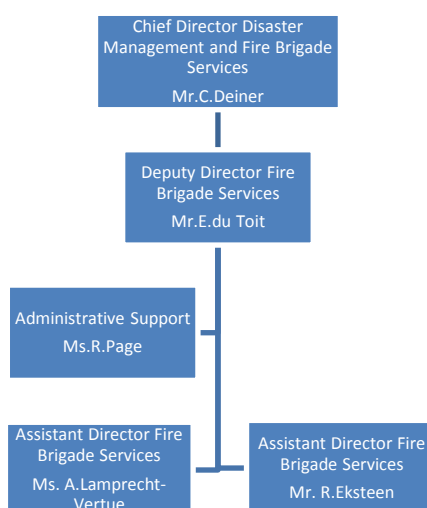 Chief Director Disaster
Management and Fire Brigade
Services
Mr.C.Deiner
Deputy Director Fire
Brigade Services
Mr.E.du Toit
Administrative Support
Ms.R.Page
Assistant Director Fire
Brigade Services
Ms. A.Lamprecht-
Vertue
Assistant Director Fire
Brigade Services
Mr. R.Eksteen